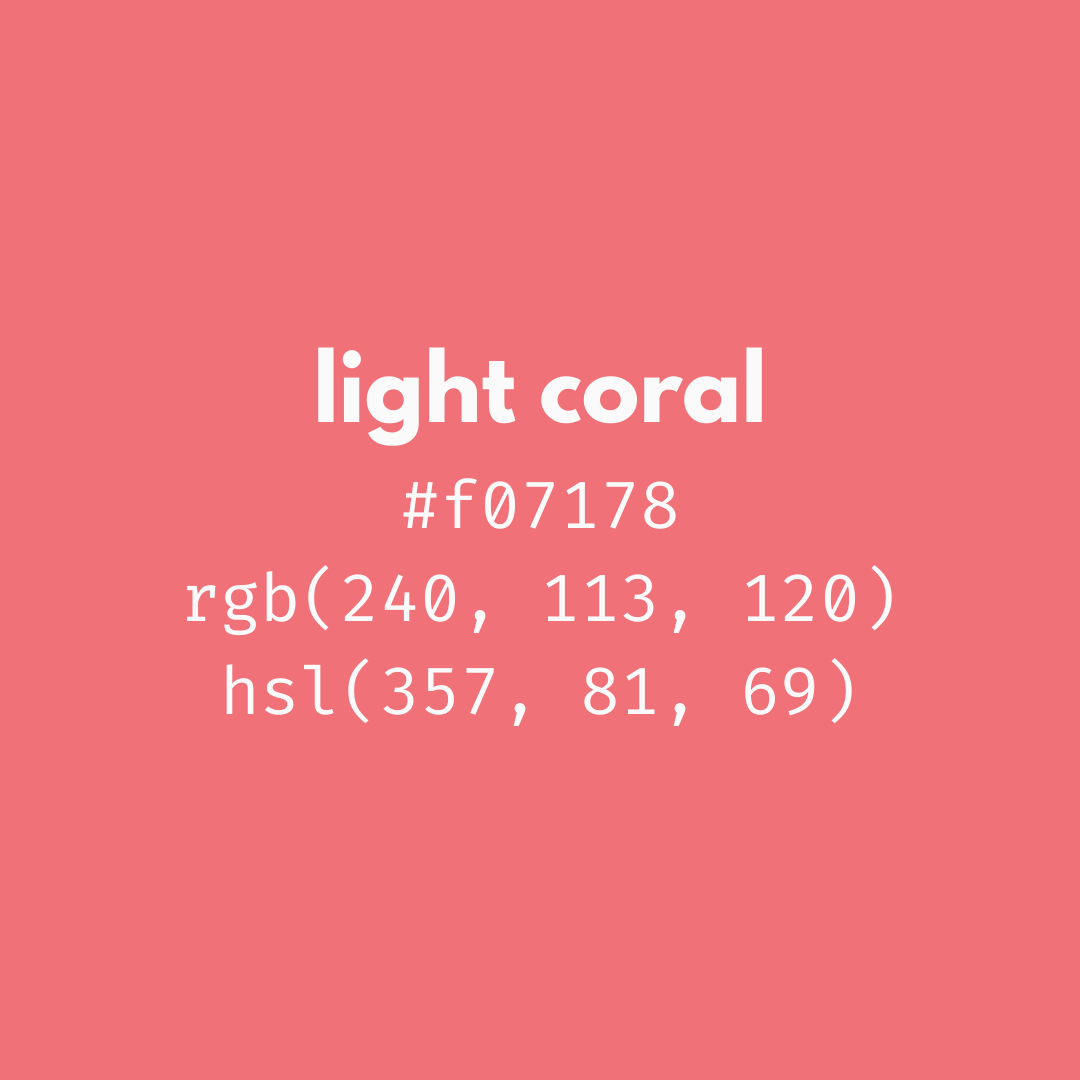 light coral
#f07178
rgb(240, 113, 120)
hsl(357, 81, 69)